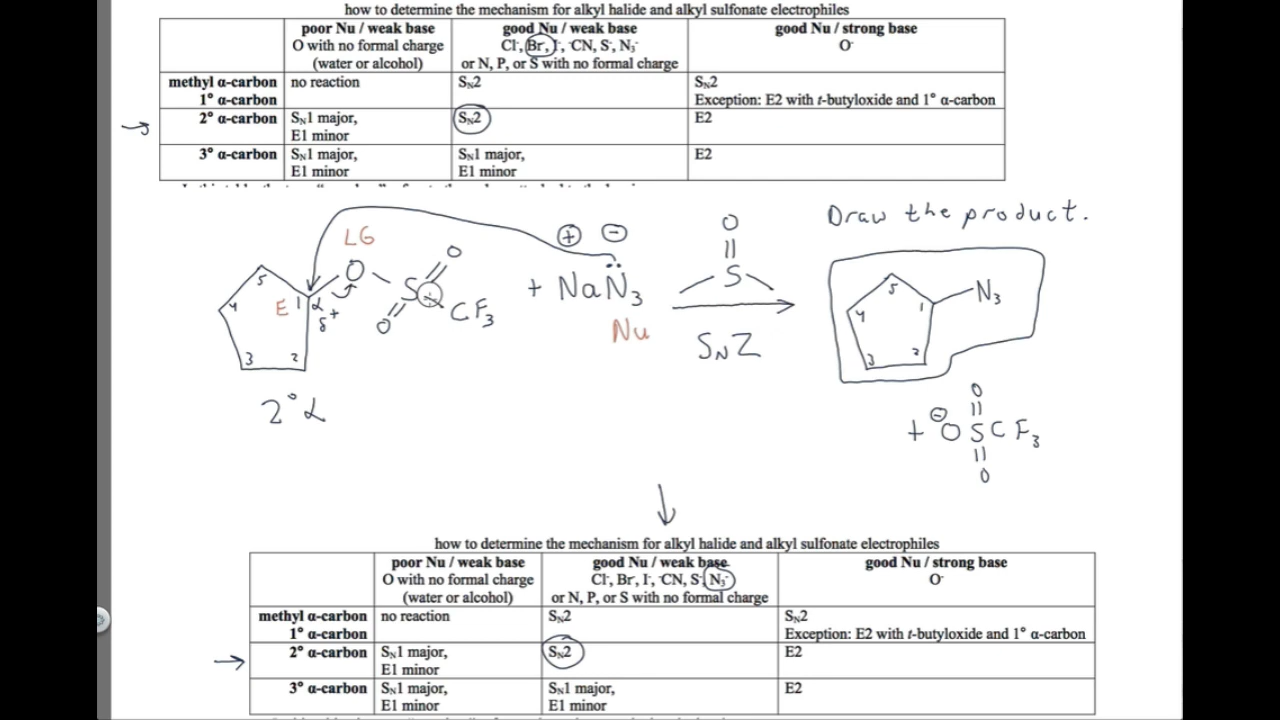 how to determine the mechanism for alkyl halide and alkyl sulfonate electrophiles
poor Nu / weak base good Nu / weak base good Nu / strong base
O with no formal charge Cl⁻, Br⁻, I⁻, ⁻CN, S⁻, N₃⁻ O⁻
(water or alcohol) or N, P, or S with no formal charge
methyl α-carbon no reaction SN2 SN2
1° α-carbon Exception: E2 with t-butyloxide and 1° α-carbon
2° α-carbon SN1 major, SN2 E2
E1 minor
3° α-carbon SN1 major, SN1 major, E2
E1 minor E1 minor
Draw the product.
LG
O
S
O
O
CF₃
E 1 α
δ+
5
4
3
2
2° α
⊕ ⊖
+ NaN̈₃
Nu
O
S
SN2
N₃
5
1
4
3
2
O
+ ⊖OSCF₃
O
how to determine the mechanism for alkyl halide and alkyl sulfonate electrophiles
poor Nu / weak base good Nu / weak base good Nu / strong base
O with no formal charge Cl⁻, Br⁻, I⁻, ⁻CN, S⁻, N₃⁻ O⁻
(water or alcohol) or N, P, or S with no formal charge
methyl α-carbon no reaction SN2 SN2
1° α-carbon Exception: E2 with t-butyloxide and 1° α-carbon
2° α-carbon SN1 major, SN2 E2
E1 minor
3° α-carbon SN1 major, SN1 major, E2
E1 minor E1 minor